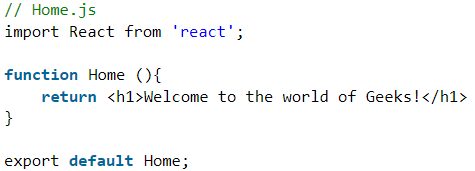 // Home.js
import React from 'react';
function Home (){
    return <h1>Welcome to the world of Geeks!</h1>
}
export default Home;